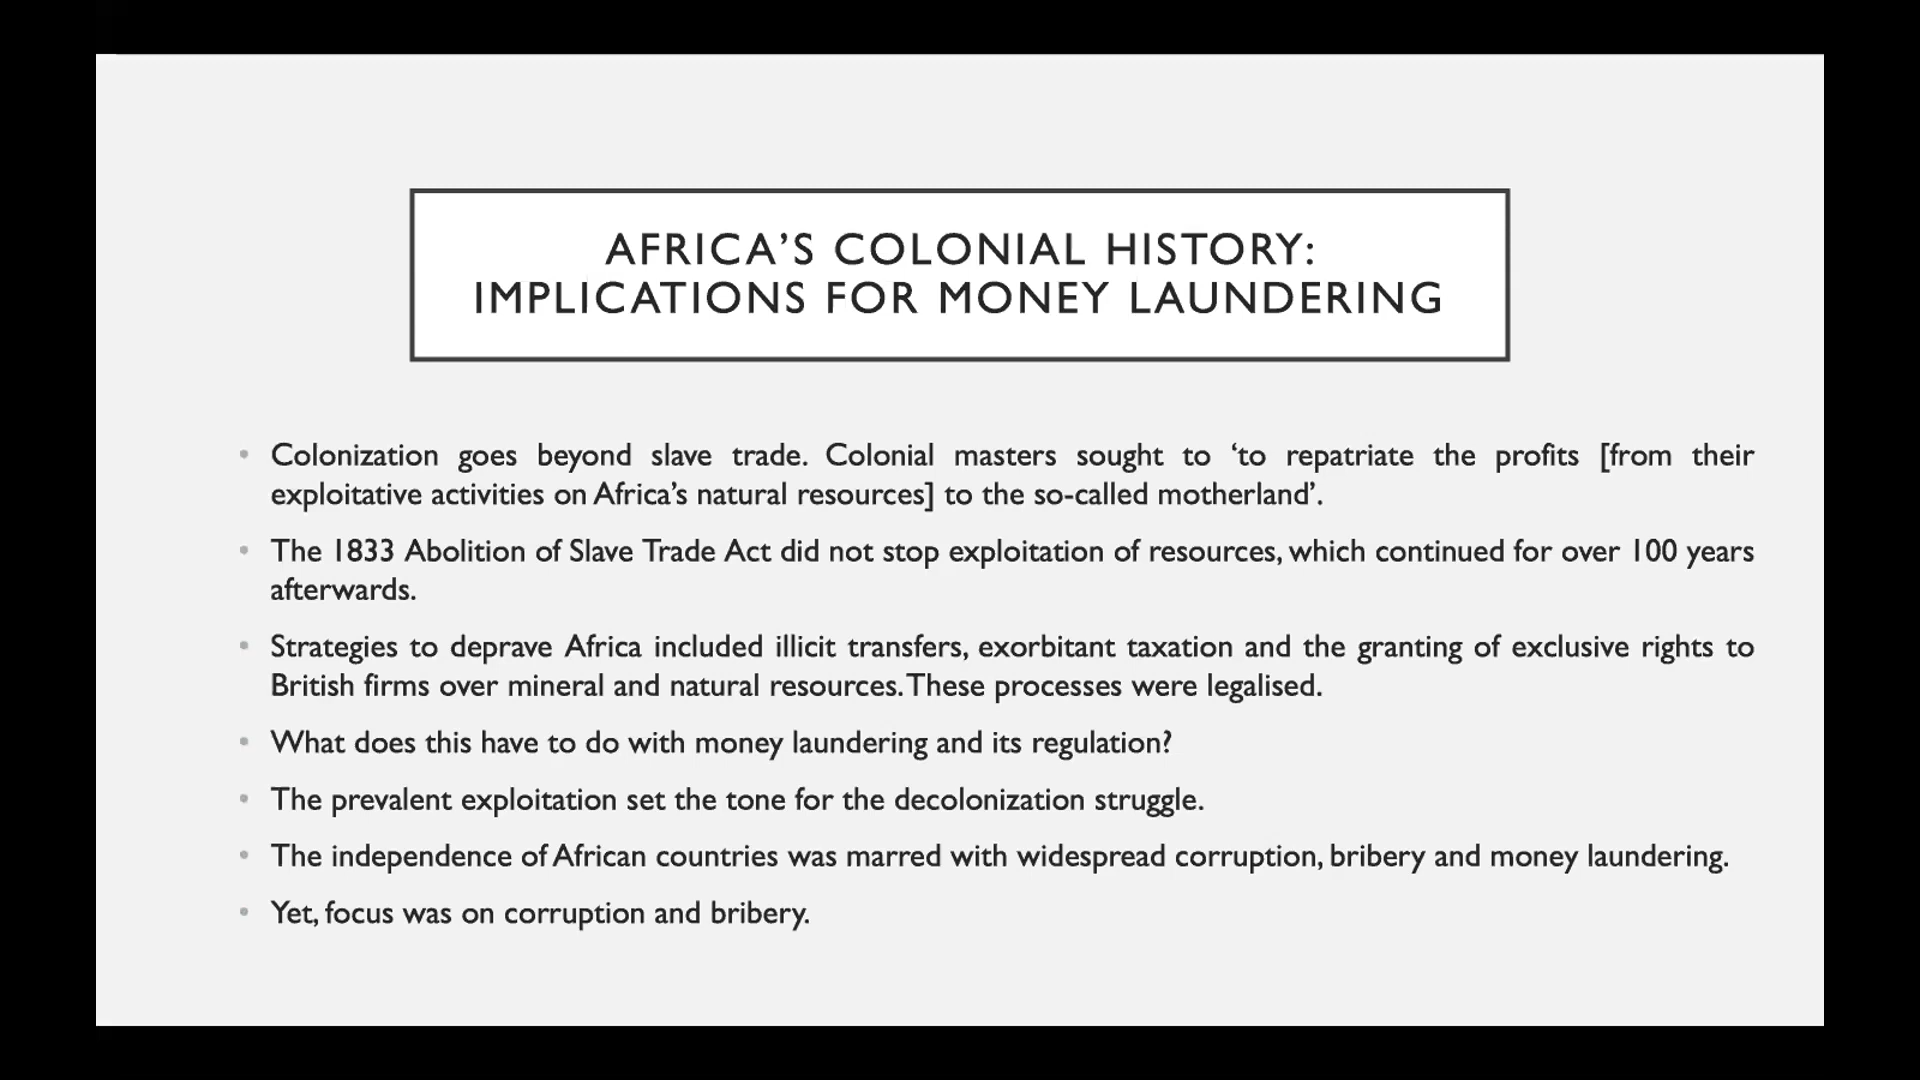 AFRICA’S COLONIAL HISTORY:
IMPLICATIONS FOR MONEY LAUNDERING
• Colonization goes beyond slave trade. Colonial masters sought to ‘to repatriate the profits [from their
exploitative activities on Africa’s natural resources] to the so-called motherland’.
• The 1833 Abolition of Slave Trade Act did not stop exploitation of resources, which continued for over 100 years
afterwards.
• Strategies to deprave Africa included illicit transfers, exorbitant taxation and the granting of exclusive rights to
British firms over mineral and natural resources. These processes were legalised.
• What does this have to do with money laundering and its regulation?
• The prevalent exploitation set the tone for the decolonization struggle.
• The independence of African countries was marred with widespread corruption, bribery and money laundering.
• Yet, focus was on corruption and bribery.